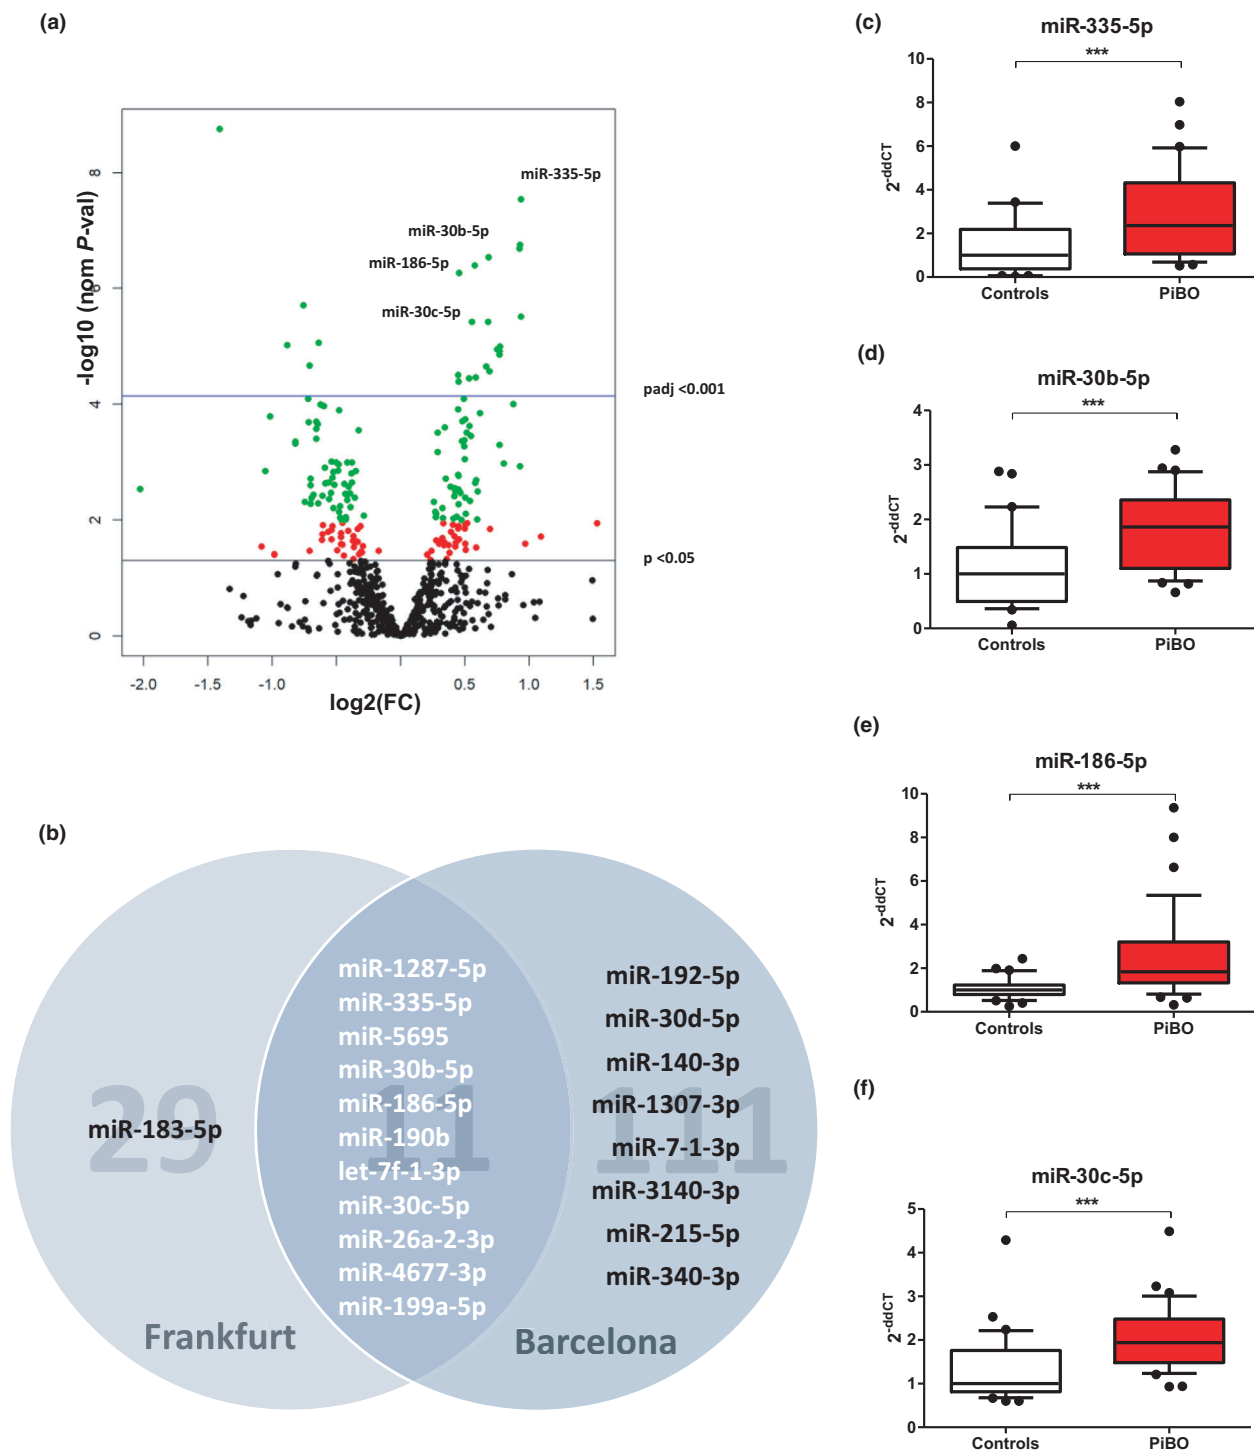 (a)
-log10 (nom P-val)
8
6
4
2
0
miR-335-5p
miR-30b-5p
miR-186-5p
miR-30c-5p
padj <0.001
p <0.05
-2.0 -1.5 -1.0 0.5 1.0 1.5
log2(FC)
(b)
29
11
111
miR-183-5p
miR-1287-5p
miR-335-5p
miR-5695
miR-30b-5p
miR-186-5p
miR-190b
let-7f-1-3p
miR-30c-5p
miR-26a-2-3p
miR-4677-3p
miR-199a-5p
miR-192-5p
miR-30d-5p
miR-140-3p
miR-1307-3p
miR-7-1-3p
miR-3140-3p
miR-215-5p
miR-340-3p
Frankfurt
Barcelona
(c)
miR-335-5p
***
2-ddCT
10
8
6
4
2
0
Controls PiBO
(d)
miR-30b-5p
***
2-ddCT
4
3
2
1
0
Controls PiBO
(e)
miR-186-5p
***
2-ddCT
10
8
6
4
2
0
Controls PiBO
(f)
miR-30c-5p
***
2-ddCT
5
4
3
2
1
0
Controls PiBO